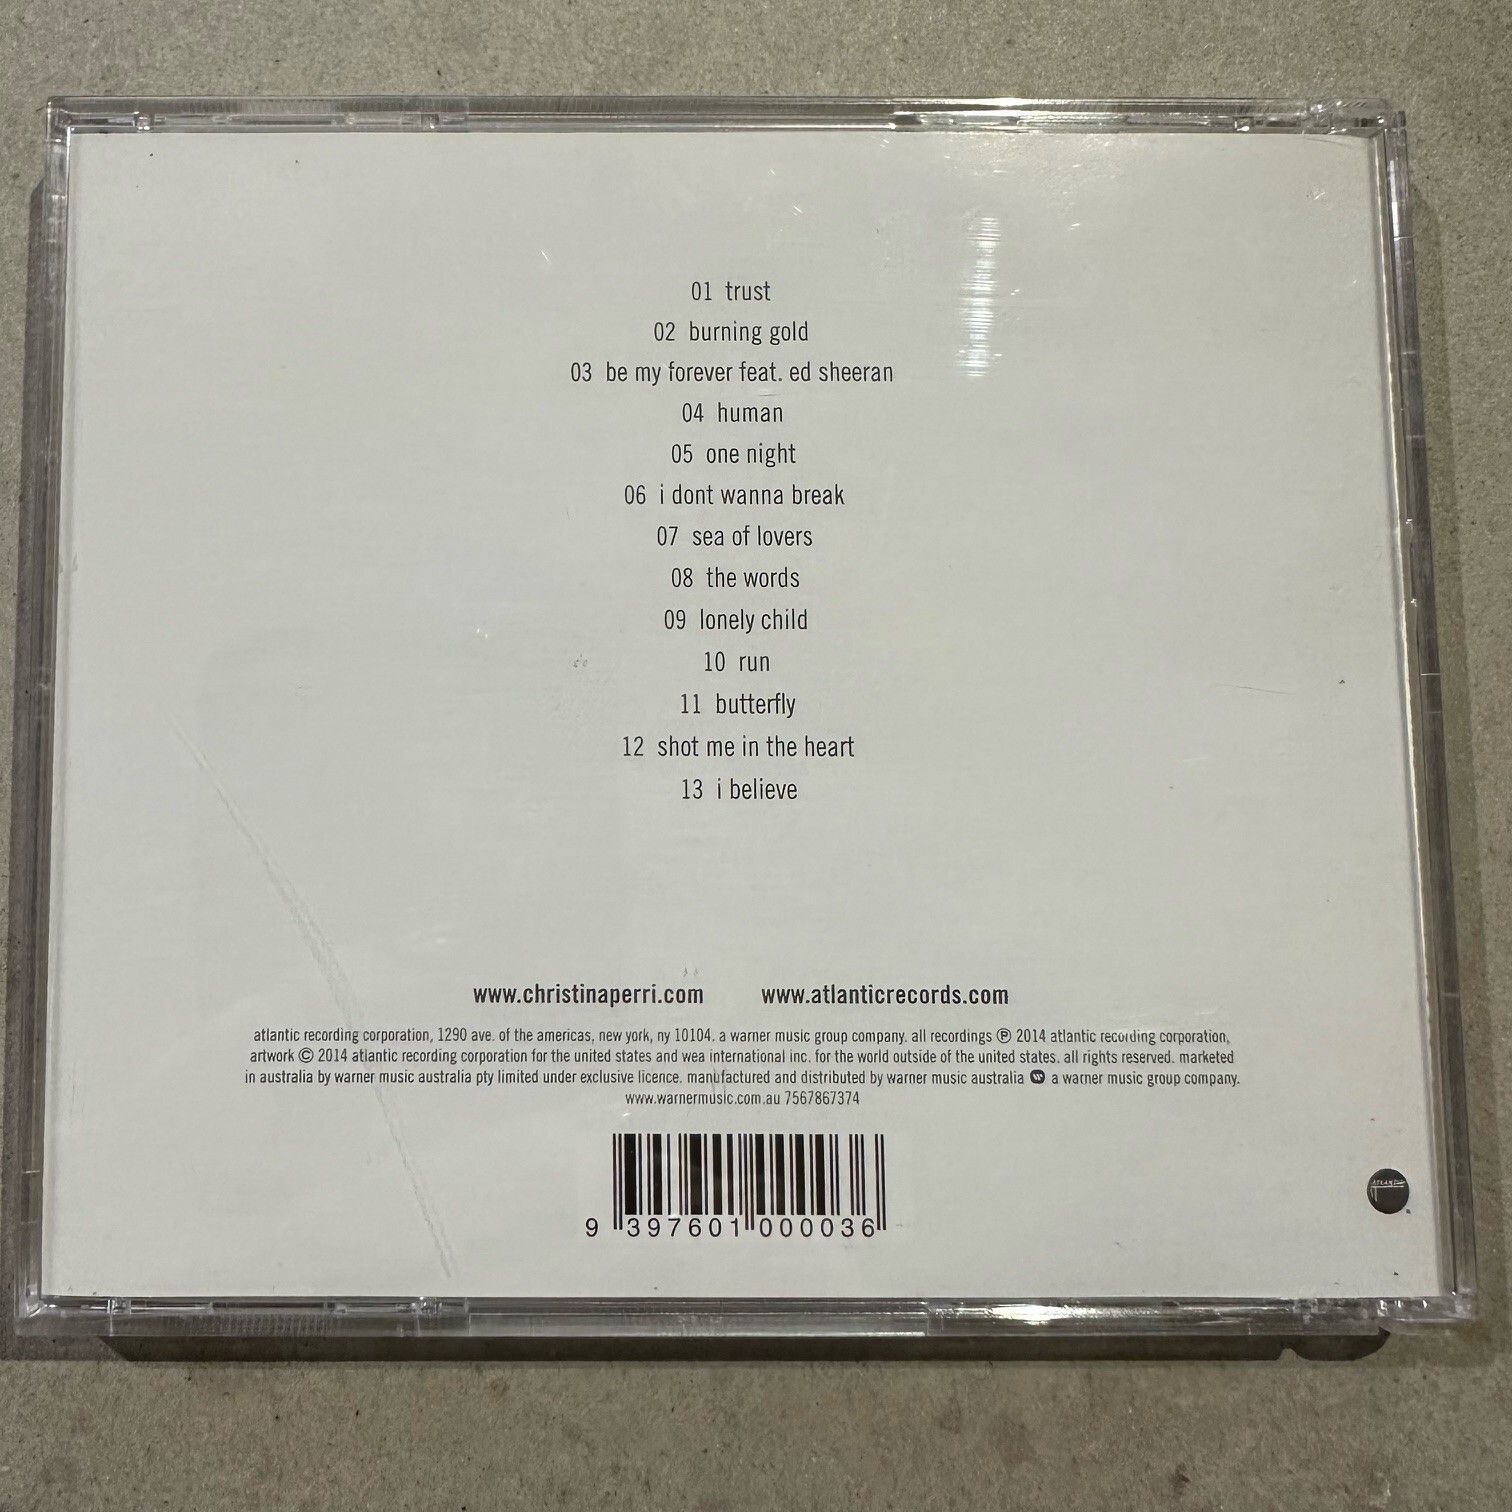 01 trust
02 burning gold
03 be my forever feat. ed sheeran
04 human
05 one night
06 i dont wanna break
07 sea of lovers
08 the words
09 lonely child
10 run
11 butterfly
12 shot me in the heart
13 i believe
www.christinaperri.com www.atlanticrecords.com
atlantic recording corporation, 1290 ave. of the americas, new york, ny 10104. a warner music group company. all recordings ℗ 2014 atlantic recording corporation,
artwork © 2014 atlantic recording corporation for the united states and wea international inc. for the world outside of the united states. all rights reserved. marketed
in australia by warner music australia pty limited under exclusive licence. manufactured and distributed by warner music australia a warner music group company.
www.warnermusic.com.au 7567867374
9 397601 000036
ATLANTIC